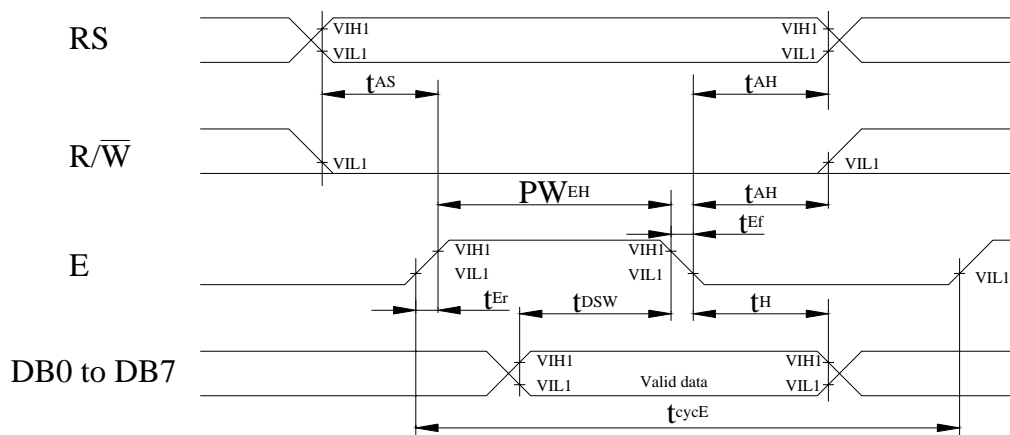 RS
VIH1
VIH1
VIL1
VIL1
tAS
tAH
R/W̅
VIL1
VIL1
PWEH
tAH
tEf
E
VIH1
VIH1
VIL1
VIL1
VIL1
tEr
tDSW
tH
DB0 to DB7
VIH1
VIH1
VIL1
Valid data
VIL1
tcycE